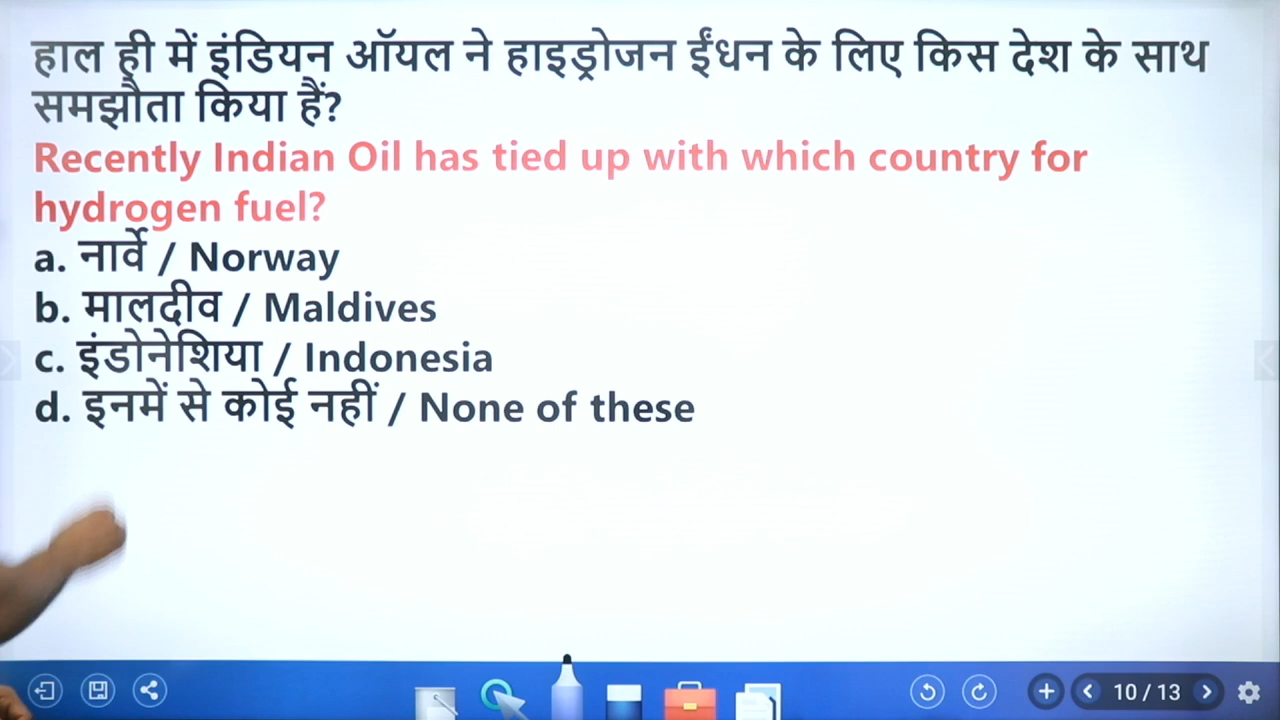 हाल ही में इंडियन ऑयल ने हाइड्रोजन ईंधन के लिए किस देश के साथ
समझौता किया हैं?
Recently Indian Oil has tied up with which country for
hydrogen fuel?
a. नार्वे / Norway
b. मालदीव / Maldives
c. इंडोनेशिया / Indonesia
d. इनमें से कोई नहीं / None of these
10 / 13